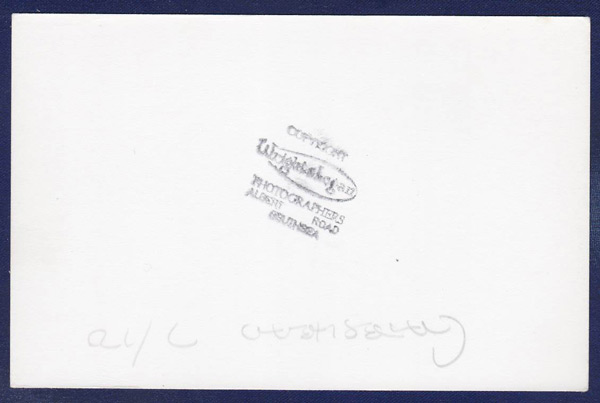 COPYRIGHT
Wright & Logan
PHOTOGRAPHERS
ALBERT ROAD
SOUTHSEA